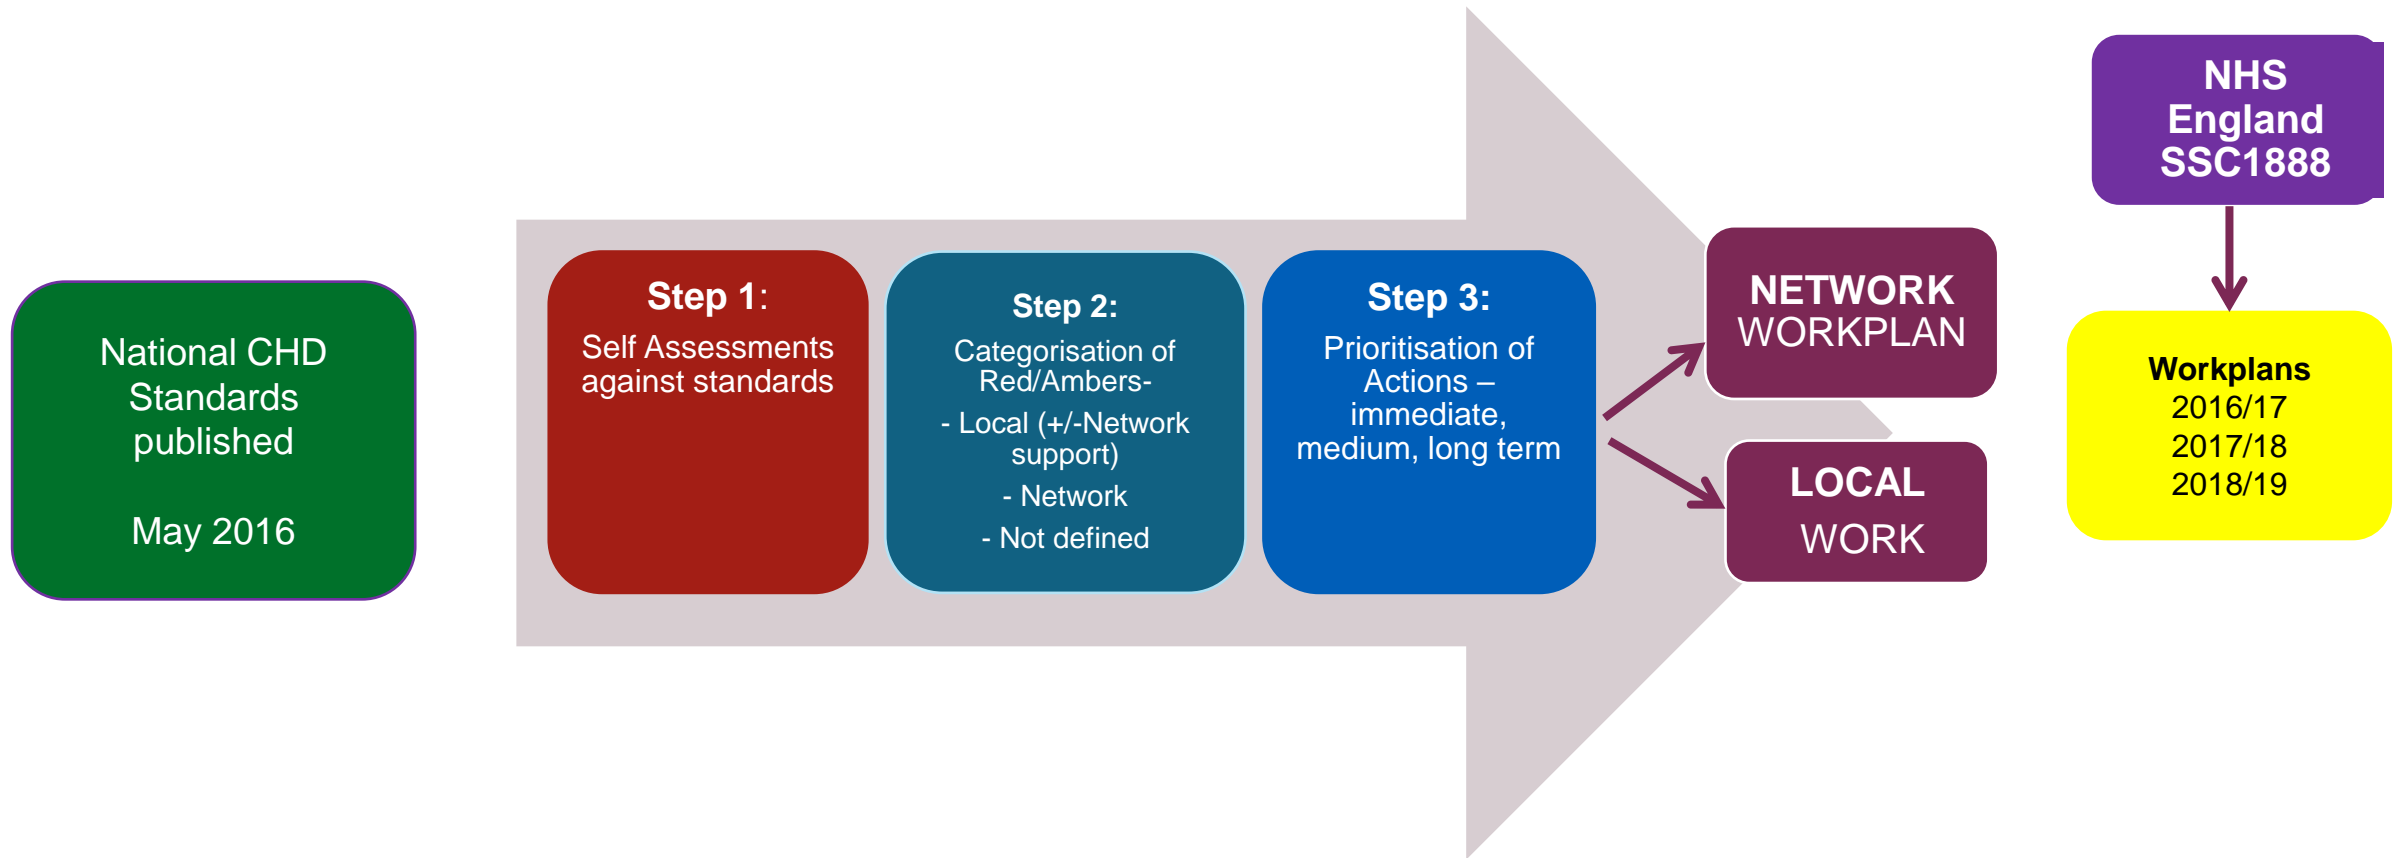 National CHD
Standards
published
May 2016
Step 1:
Self Assessments
against standards
Step 2:
Categorisation of
Red/Ambers-
- Local (+/-Network
support)
- Network
- Not defined
Step 3:
Prioritisation of
Actions –
immediate,
medium, long term
NETWORK
WORKPLAN
LOCAL
WORK
NHS
England
SSC1888
Workplans
2016/17
2017/18
2018/19